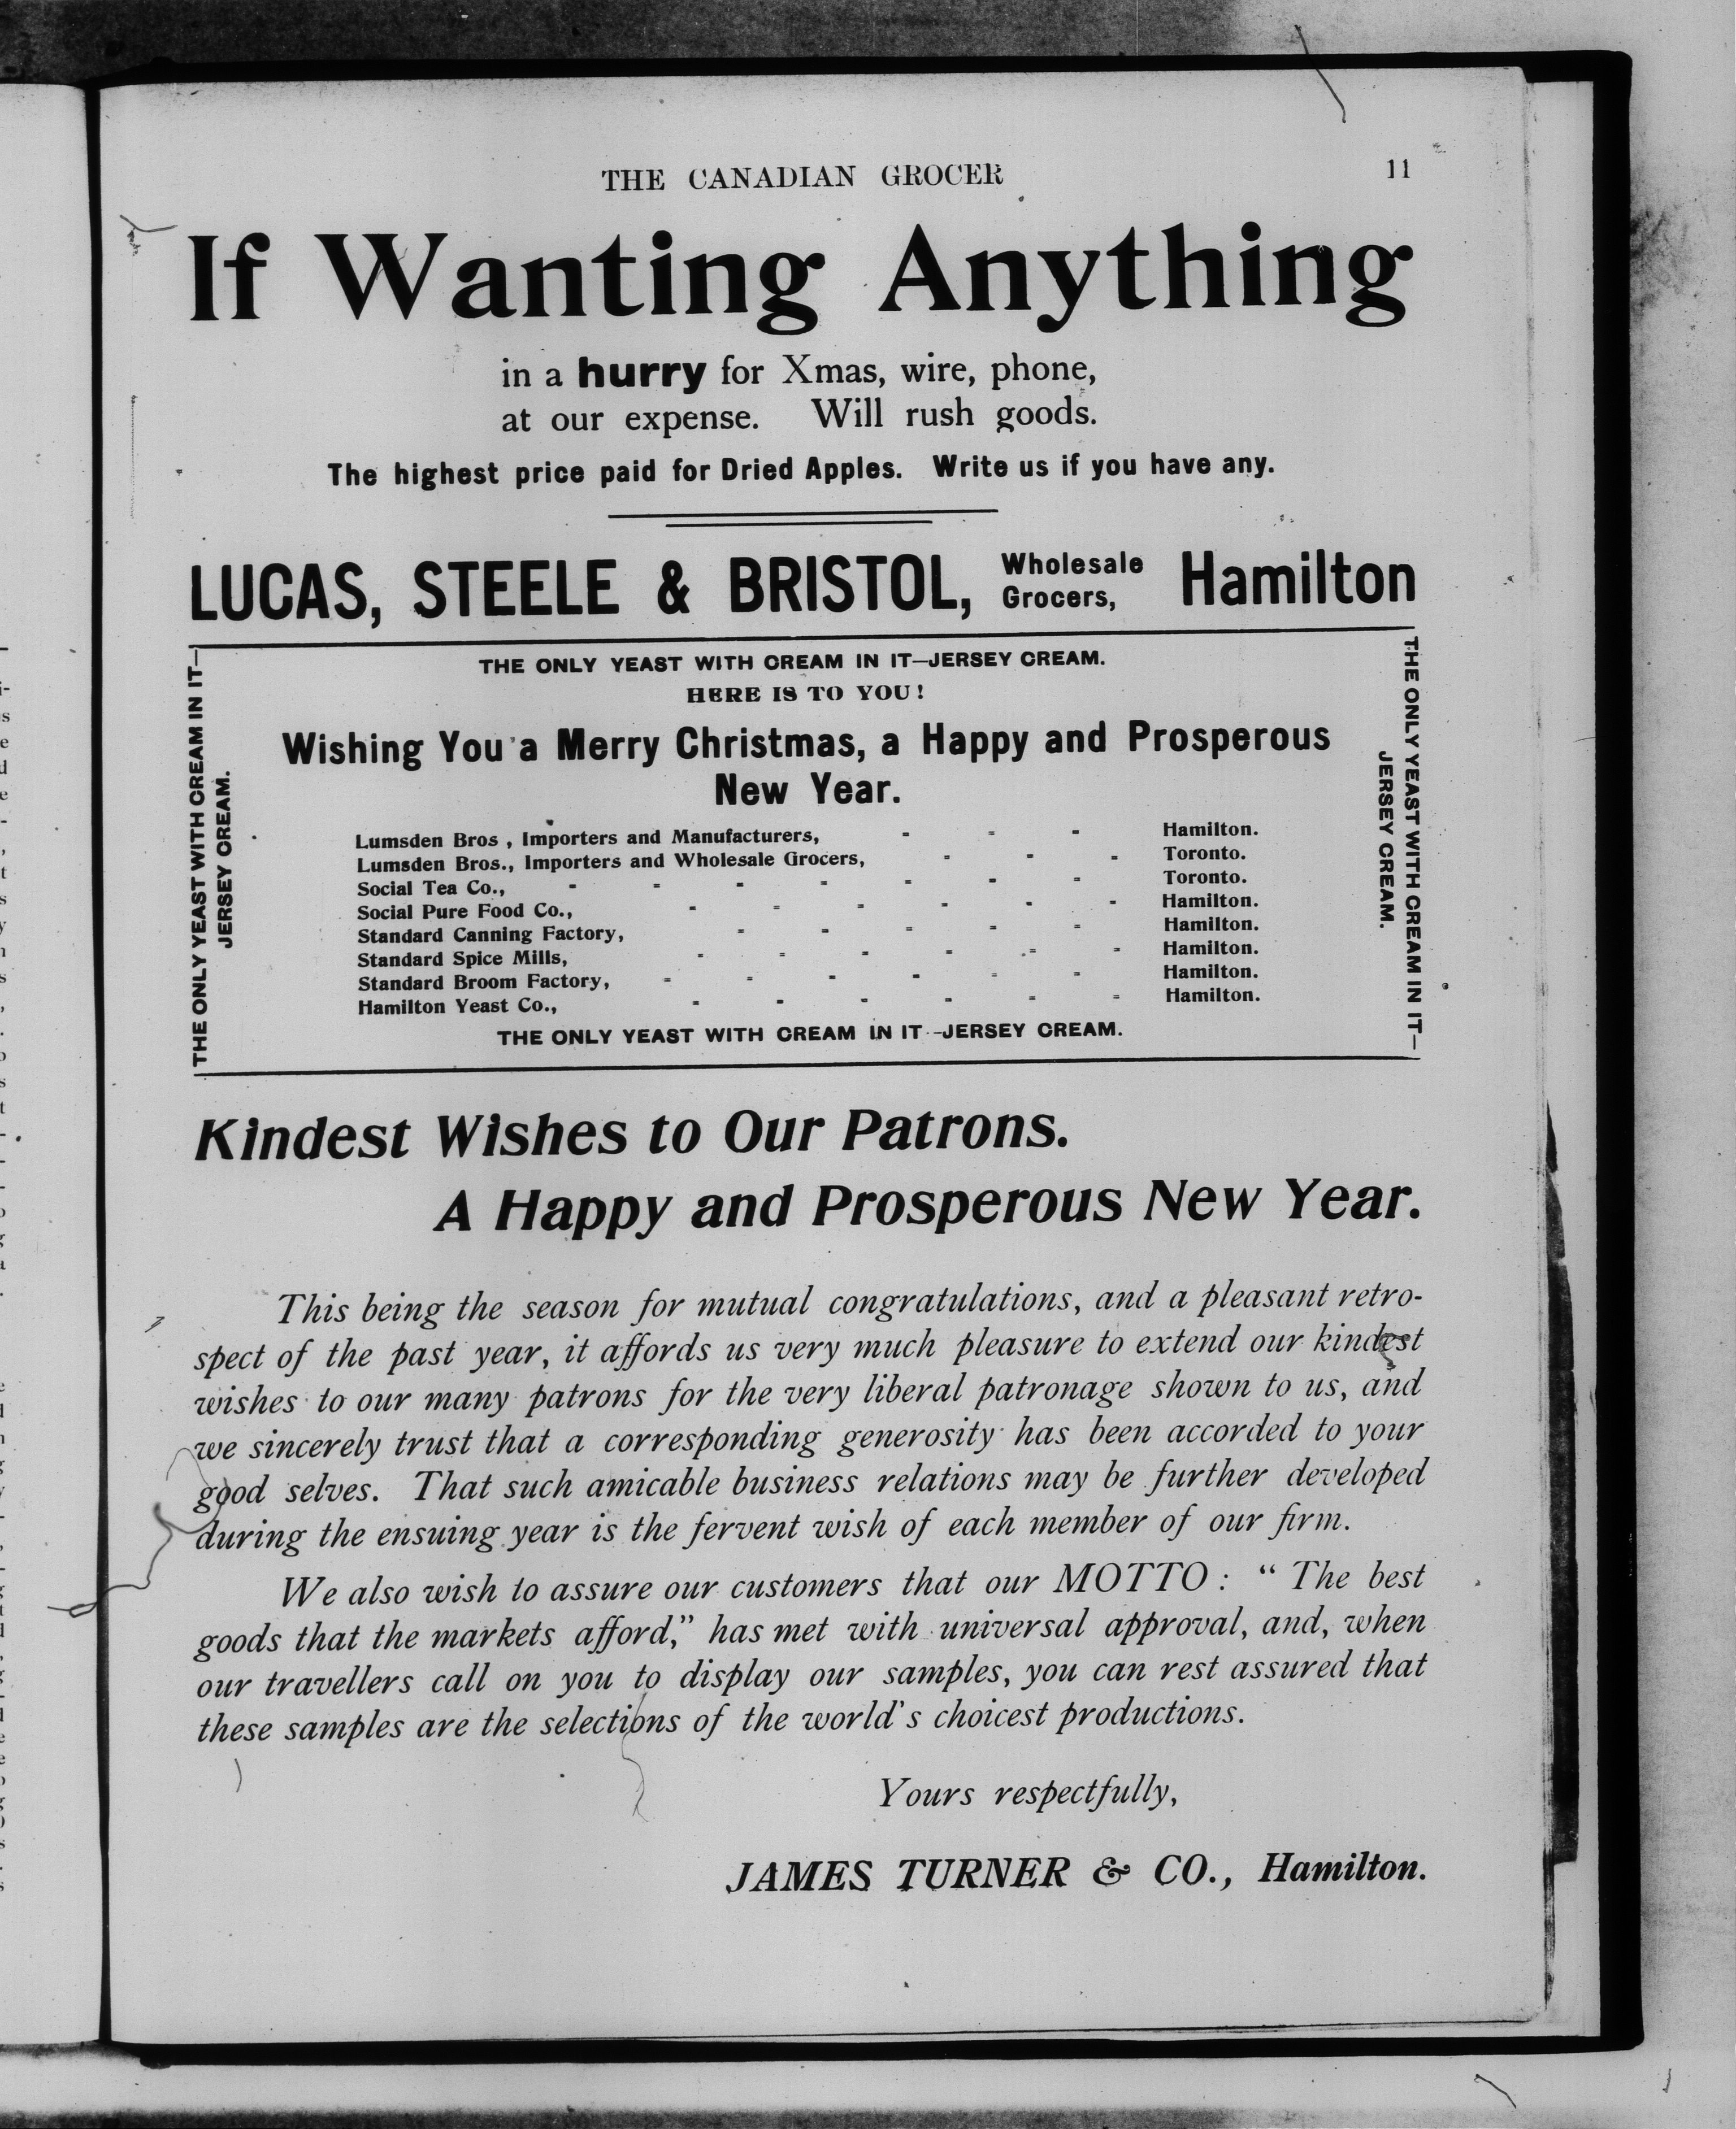 THE CANADIAN GROCER 11
If Wanting Anything
in a hurry for Xmas, wire, phone,
at our expense. Will rush goods.
The highest price paid for Dried Apples. Write us if you have any.
LUCAS, STEELE & BRISTOL, Wholesale Grocers, Hamilton
THE ONLY YEAST WITH CREAM IN IT—
JERSEY CREAM.
THE ONLY YEAST WITH CREAM IN IT—JERSEY CREAM.
HERE IS TO YOU!
Wishing You a Merry Christmas, a Happy and Prosperous
New Year.
Lumsden Bros , Importers and Manufacturers, - - - Hamilton.
Lumsden Bros., Importers and Wholesale Grocers, - - - Toronto.
Social Tea Co., - - - - - - - Toronto.
Social Pure Food Co., - - - - - - Hamilton.
Standard Canning Factory, - - - - - Hamilton.
Standard Spice Mills, - - - - - - Hamilton.
Standard Broom Factory, - - - - - - Hamilton.
Hamilton Yeast Co., - - - - - - Hamilton.
THE ONLY YEAST WITH CREAM IN IT--JERSEY CREAM.
THE ONLY YEAST WITH CREAM IN IT—
JERSEY CREAM.
Kindest Wishes to Our Patrons.
A Happy and Prosperous New Year.
This being the season for mutual congratulations, and a pleasant retro-
spect of the past year, it affords us very much pleasure to extend our kindest
wishes to our many patrons for the very liberal patronage shown to us, and
we sincerely trust that a corresponding generosity has been accorded to your
good selves. That such amicable business relations may be further developed
during the ensuing year is the fervent wish of each member of our firm.
We also wish to assure our customers that our MOTTO : “ The best
goods that the markets afford,” has met with universal approval, and, when
our travellers call on you to display our samples, you can rest assured that
these samples are the selections of the world's choicest productions.
Yours respectfully,
JAMES TURNER & CO., Hamilton.